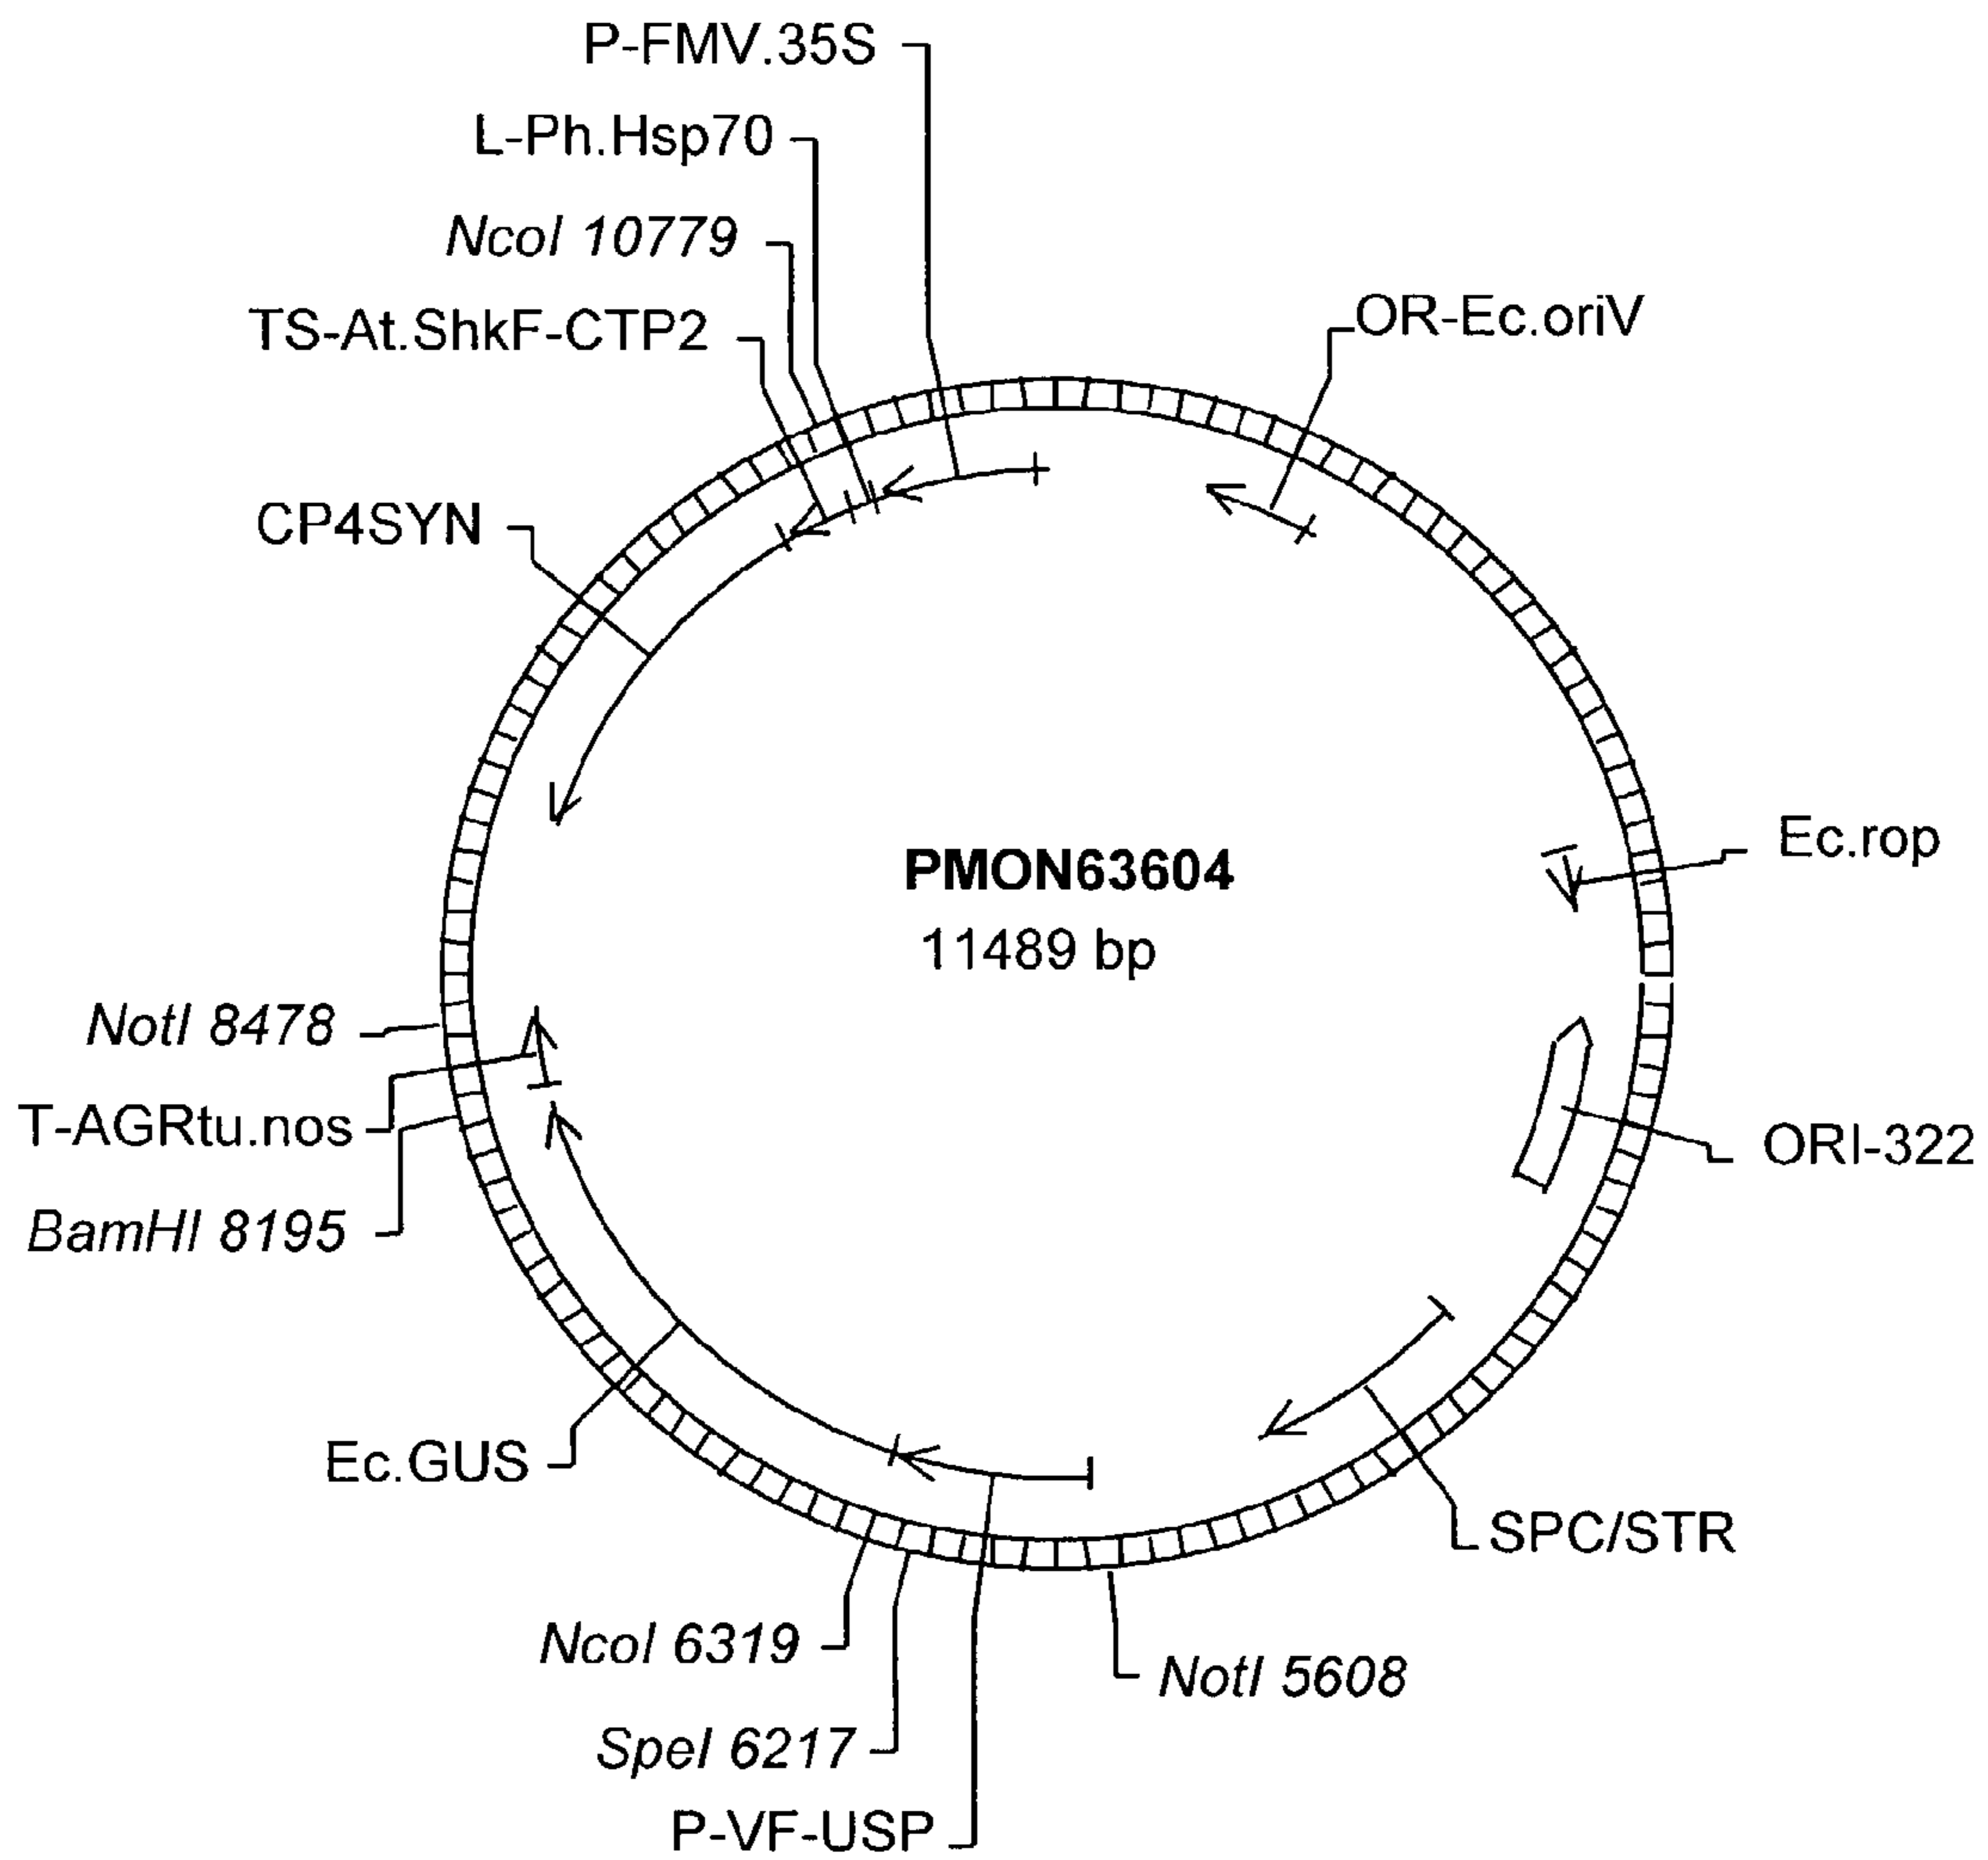 P-FMV.35S
L-Ph.Hsp70
NcoI 10779
TS-At.ShkF-CTP2
OR-Ec.oriV
CP4SYN
Ec.rop
PMON63604
11489 bp
NotI 8478
T-AGRtu.nos
ORI-322
BamHI 8195
Ec.GUS
SPC/STR
NcoI 6319
NotI 5608
SpeI 6217
P-VF-USP